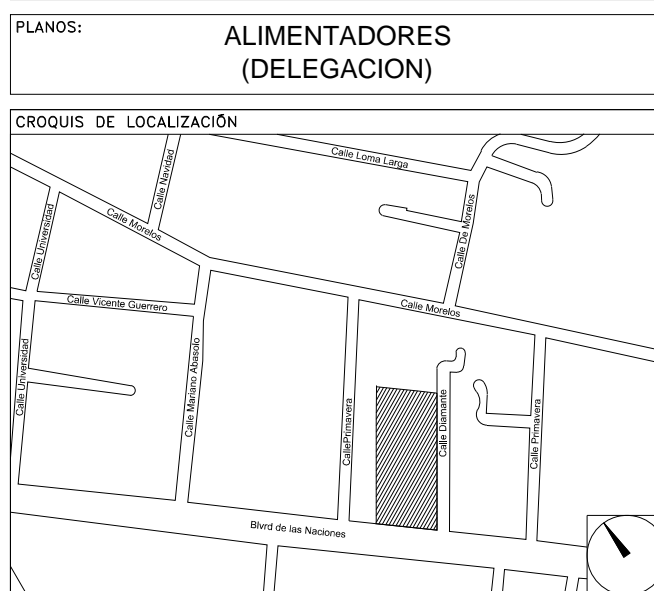 PLANOS:
ALIMENTADORES
(DELEGACION)
CROQUIS DE LOCALIZACIÓN
Calle Loma Larga
Calle Navidad
Calle Morelos
Calle De Morelos
Calle Universidad
Calle Vicente Guerrero
Calle Morelos
Calle Universidad
Calle Mariano Abasolo
CallePrimavera
Calle Diamante
Calle Primavera
Blvrd de las Naciones